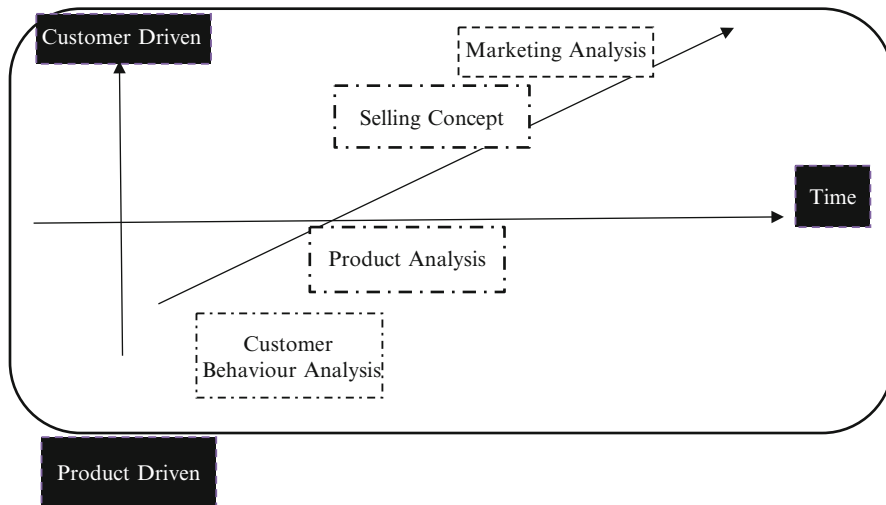 Customer Driven
Marketing Analysis
Selling Concept
Time
Product Analysis
Customer
Behaviour Analysis
Product Driven